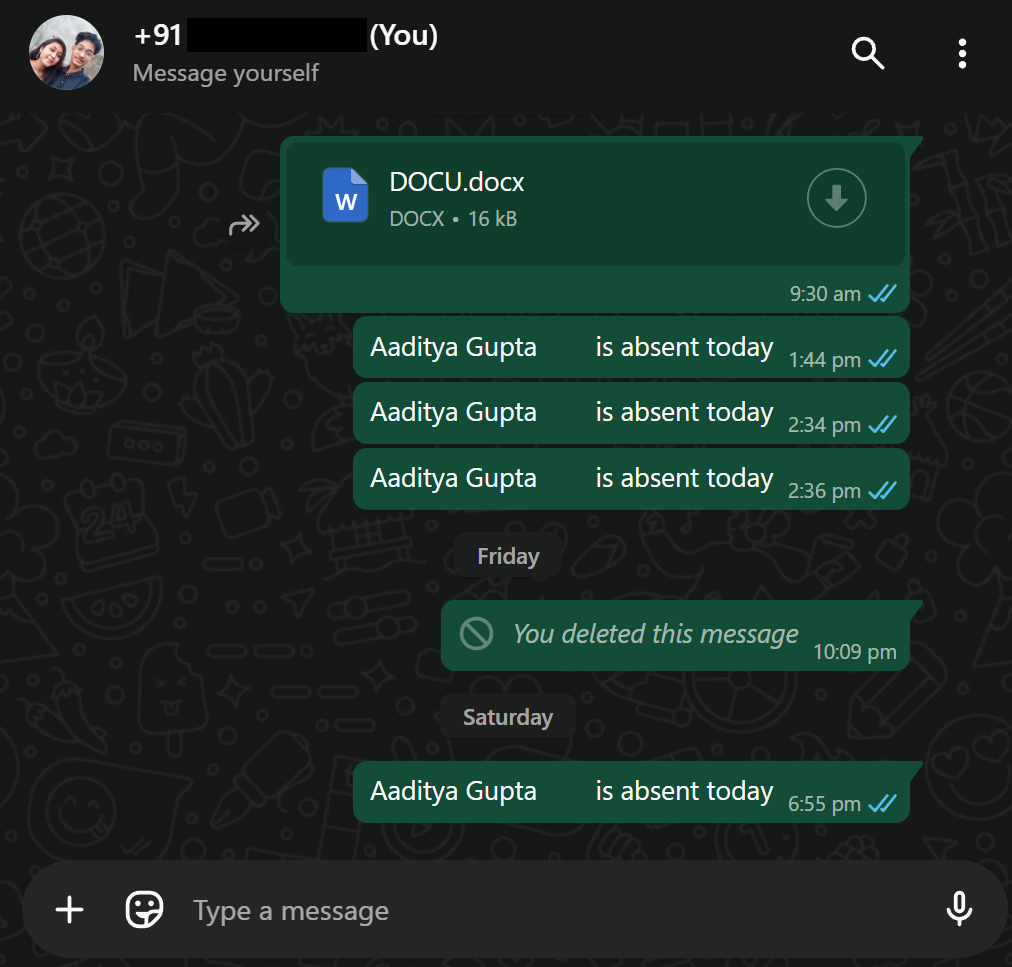 +91 (You)
Message yourself
W
DOCU.docx
DOCX • 16 kB
9:30 am
Aaditya Gupta is absent today 1:44 pm
Aaditya Gupta is absent today 2:34 pm
Aaditya Gupta is absent today 2:36 pm
Friday
You deleted this message 10:09 pm
Saturday
Aaditya Gupta is absent today 6:55 pm
Type a message